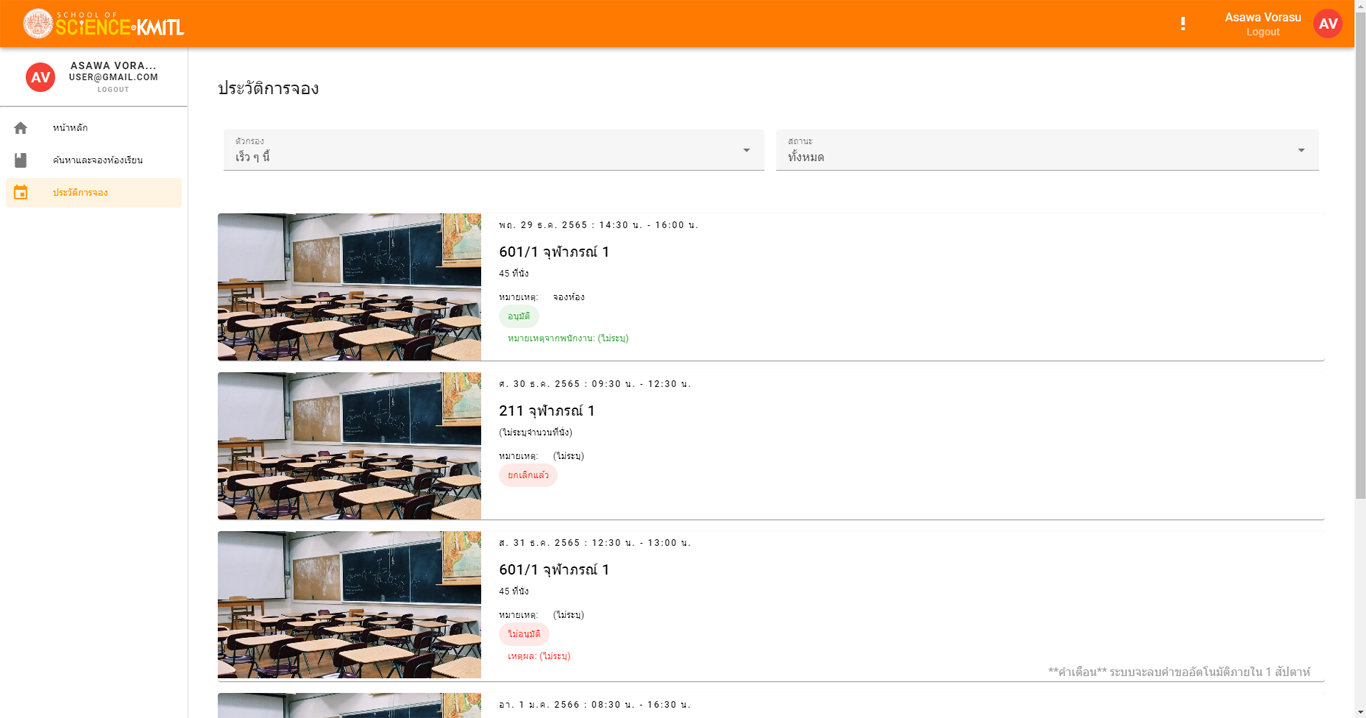 SCHOOL OF
SCIENCE@KMITL
Asawa Vorasu
AV
Logout
AV
ASAWA VORA...
USER@GMAIL.COM
LOGOUT
หน้าหลัก
ค้นหาและจองห้องเรียน
ประวัติการจอง
ประวัติการจอง
ตัวกรอง
เร็ว ๆ นี้
สถานะ
ทั้งหมด
พฤ. 29 ธ.ค. 2565 : 14:30 น. - 16:00 น.
601/1 จุฬาภรณ์ 1
45 ที่นั่ง
หมายเหตุ: จองห้อง
อนุมัติ
หมายเหตุจากพนักงาน: (ไม่ระบุ)
ศ. 30 ธ.ค. 2565 : 09:30 น. - 12:30 น.
211 จุฬาภรณ์ 1
(ไม่ระบุจำนวนที่นั่ง)
หมายเหตุ: (ไม่ระบุ)
ยกเลิกแล้ว
ส. 31 ธ.ค. 2565 : 12:30 น. - 13:00 น.
601/1 จุฬาภรณ์ 1
45 ที่นั่ง
หมายเหตุ: (ไม่ระบุ)
ไม่อนุมัติ
เหตุผล: (ไม่ระบุ)
**คำเตือน** ระบบจะลบคำขออัตโนมัติภายใน 1 สัปดาห์
อา. 1 ม.ค. 2566 : 08:30 น. - 16:30 น.